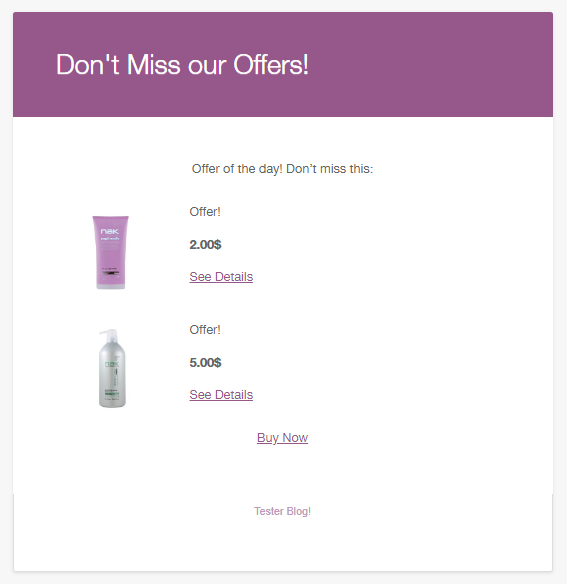 Don't Miss our Offers!
Offer of the day! Don't miss this:
Offer!
nak
2.00$
See Details
Offer!
nak
5.00$
See Details
Buy Now
Tester Blog!